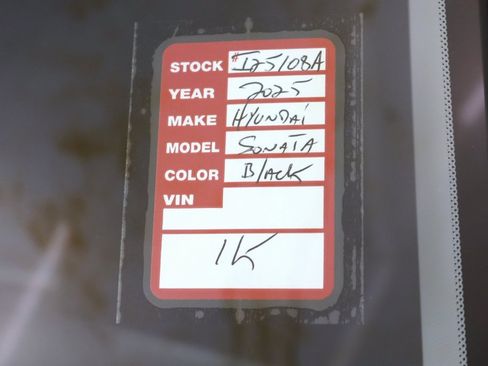 STOCK #I25108A
YEAR 2025
MAKE HYUNDAI
MODEL SONATA
COLOR Black
VIN
1K